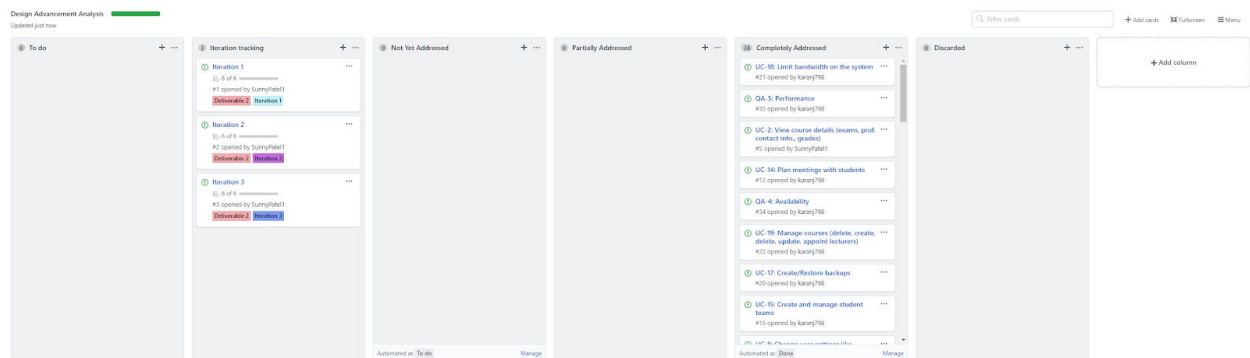 Design Advancement Analysis
Updated just now
Filter cards
Add cards
Fullscreen
Menu
0 To do
3 Iteration tracking
Iteration 1
6 of 6
#1 opened by SunnyPatel1
Deliverable 2 Iteration 1
Iteration 2
6 of 6
#2 opened by SunnyPatel1
Deliverable 2 Iteration 2
Iteration 3
6 of 6
#3 opened by SunnyPatel1
Deliverable 2 Iteration 3
0 Not Yet Addressed
Automated as To do Manage
0 Partially Addressed
38 Completely Addressed
UC-18: Limit bandwidth on the system
#21 opened by karanj798
QA-5: Performance
#35 opened by karanj798
UC-2: View course details (exams, prof.
contact info., grades)
#5 opened by SunnyPatel1
UC-14: Plan meetings with students
#12 opened by karanj798
QA-4: Availability
#34 opened by karanj798
UC-19: Manage courses (delete, create,
delete, update, appoint lecturers)
#22 opened by karanj798
UC-17: Create/Restore backups
#20 opened by karanj798
UC-15: Create and manage student
teams
#15 opened by karanj798
Automated as Done Manage
0 Discarded
Add column